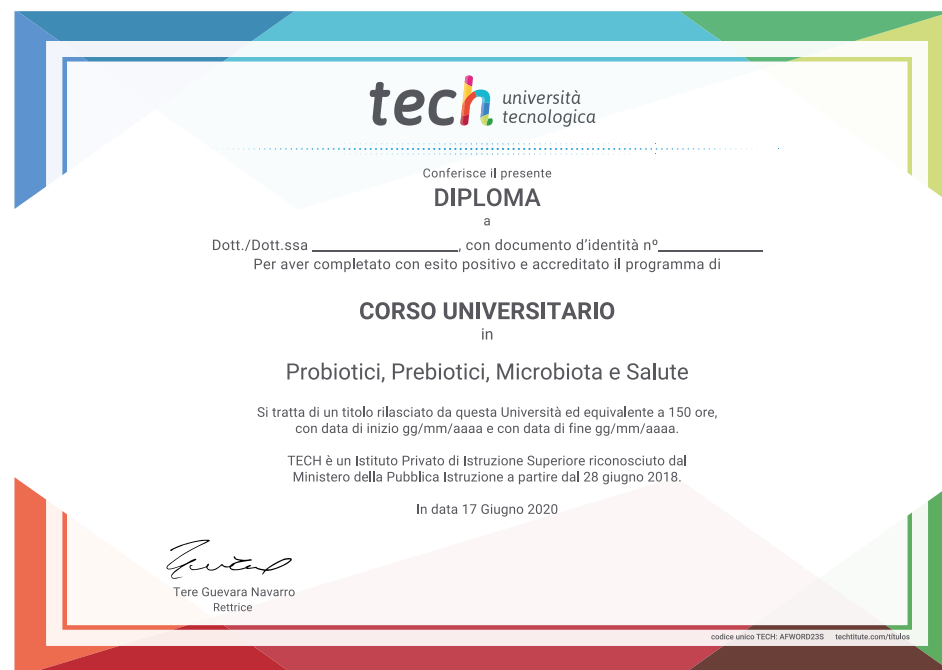 tech università
tecnologica
Conferisce il presente
DIPLOMA
a
Dott./Dott.ssa ________________, con documento d'identità nº____________
Per aver completato con esito positivo e accreditato il programma di
CORSO UNIVERSITARIO
in
Probiotici, Prebiotici, Microbiota e Salute
Si tratta di un titolo rilasciato da questa Università ed equivalente a 150 ore,
con data di inizio gg/mm/aaaa e con data di fine gg/mm/aaaa.
TECH è un Istituto Privato di Istruzione Superiore riconosciuto dal
Ministero della Pubblica Istruzione a partire dal 28 giugno 2018.
In data 17 Giugno 2020
Tere Guevara Navarro
Rettrice
codice unico TECH: AFWORD23S techtitute.com/títulos